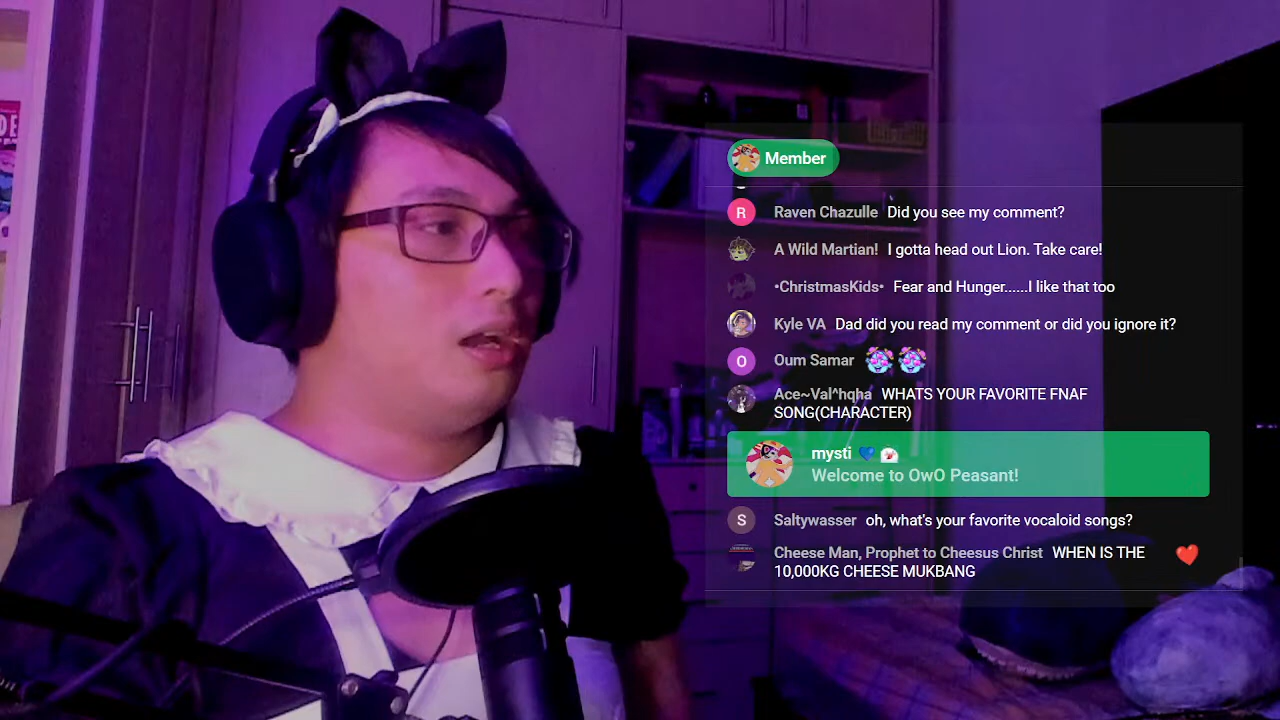 DE
Member
Raven Chazulle Did you see my comment?
A Wild Martian! I gotta head out Lion. Take care!
•ChristmasKids• Fear and Hunger......I like that too
Kyle VA Dad did you read my comment or did you ignore it?
Oum Samar
Ace~Val^hqha WHATS YOUR FAVORITE FNAF
SONG(CHARACTER)
mysti 💙
Welcome to OwO Peasant!
Saltywasser oh, what's your favorite vocaloid songs?
Cheese Man, Prophet to Cheesus Christ WHEN IS THE ❤️
10,000KG CHEESE MUKBANG